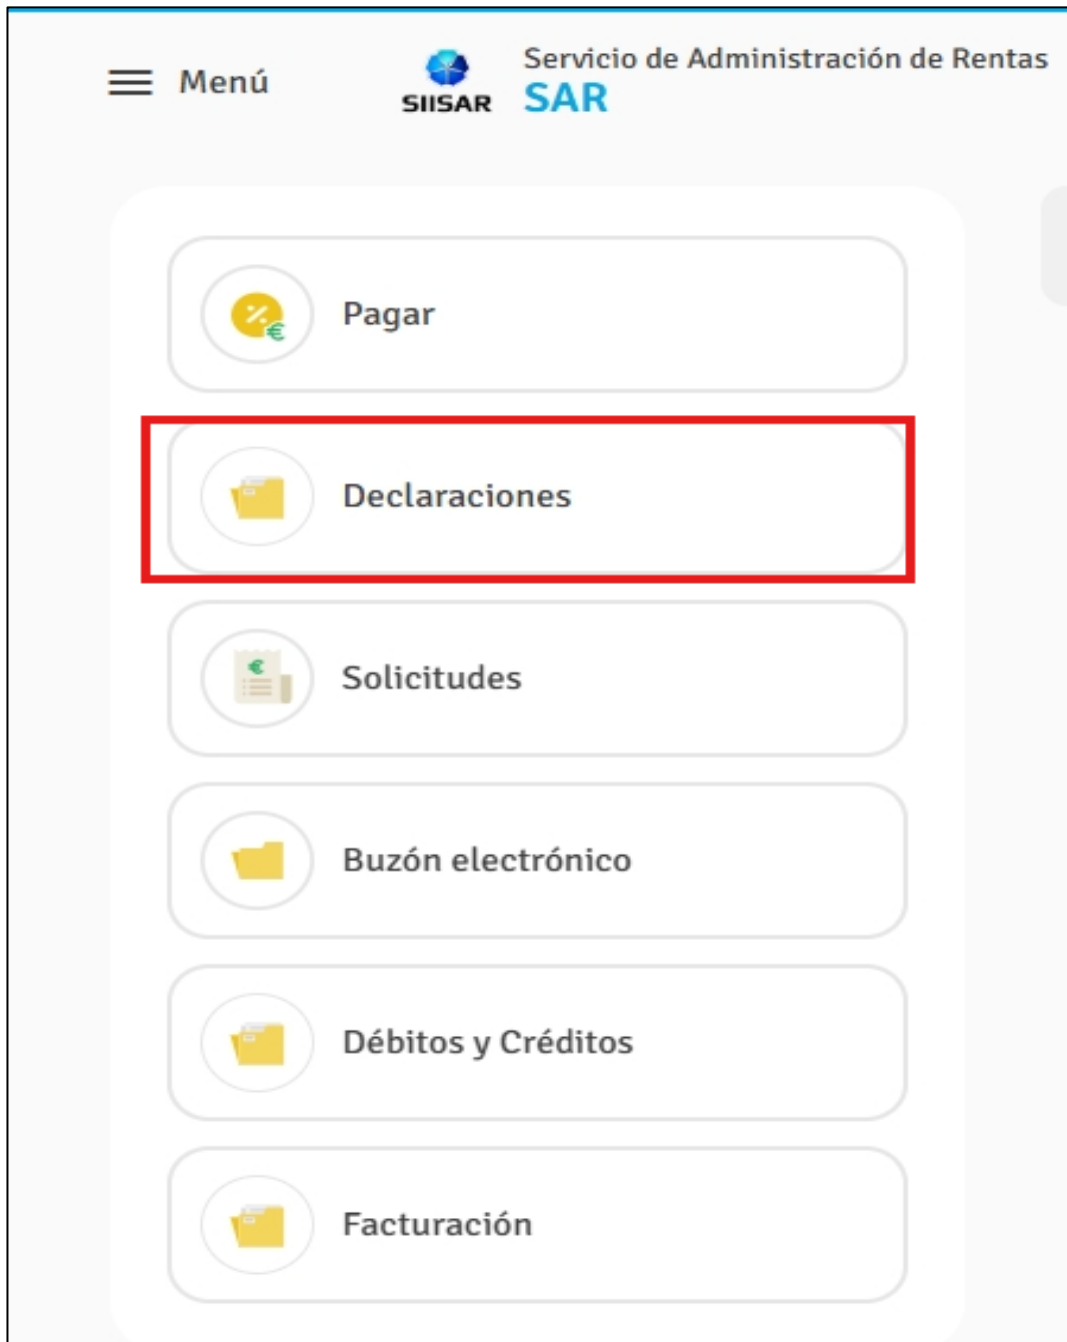 Menú
SIISAR
Servicio de Administración de Rentas
SAR
Pagar
Declaraciones
Solicitudes
Buzón electrónico
Débitos y Créditos
Facturación